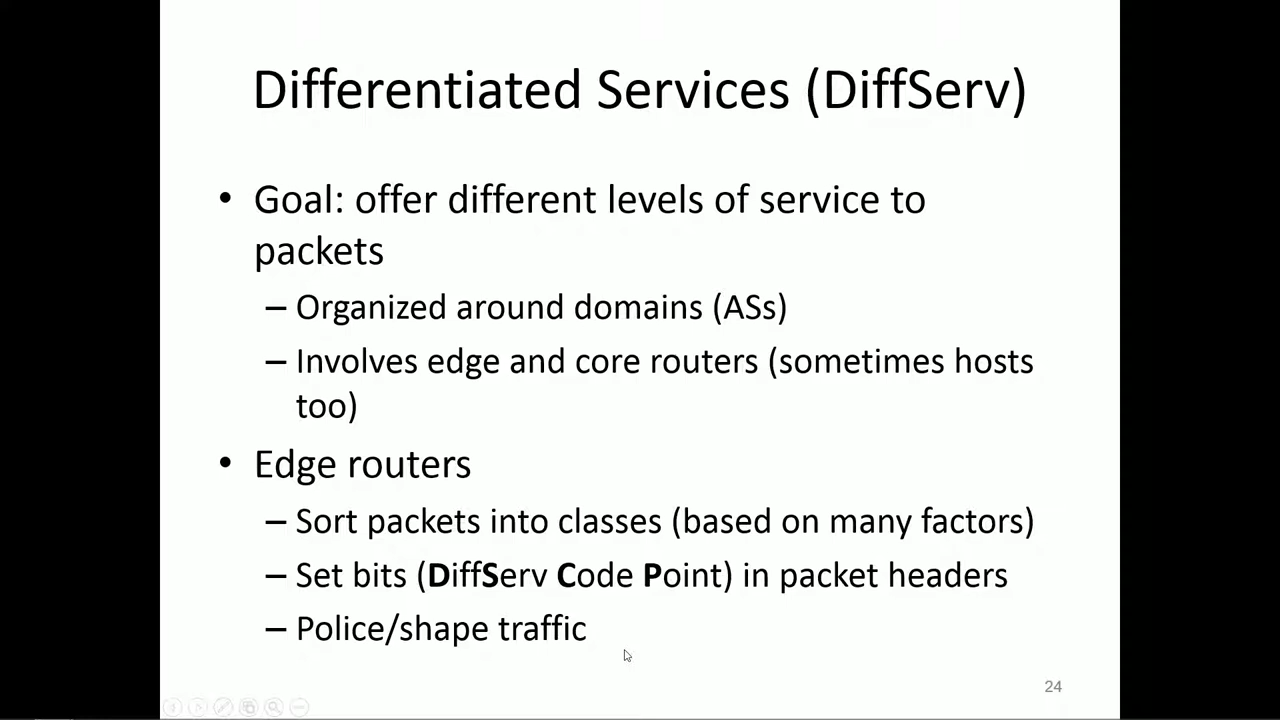 Differentiated Services (DiffServ)
• Goal: offer different levels of service to
packets
– Organized around domains (ASs)
– Involves edge and core routers (sometimes hosts
too)
• Edge routers
– Sort packets into classes (based on many factors)
– Set bits (DiffServ Code Point) in packet headers
– Police/shape traffic
24